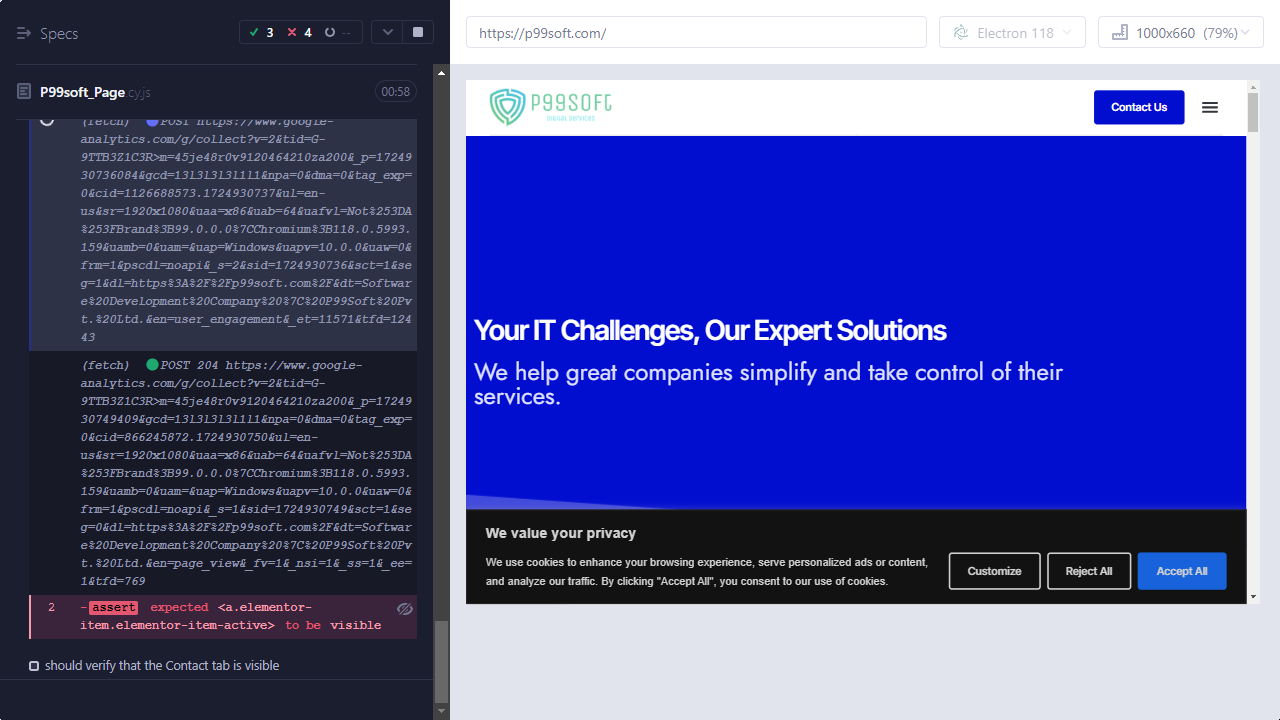 Specs
3 4 --
https://p99soft.com/
Electron 118
1000x660 (79%)
P99soft_Page.cy.js
00:58
(fetch) POST https://www.google-
analytics.com/g/collect?v=2&tid=G-
9TTB3Z1C3R&gtm=45je48r0v9120464210za200&_p=17249
30736084&gcd=13l3l3l3l1l1&npa=0&dma=0&tag_exp=
0&cid=1126688573.1724930737&ul=en-
us&sr=1920x1080&uaa=x86&uab=64&uafvl=Not%253DA
%253FBrand%3B99.0.0.0%7CChromium%3B118.0.5993.
159&uamb=0&uam=&uap=Windows&uapv=10.0.0&uaw=0&
frm=1&pscdl=noapi&_s=2&sid=1724930736&sct=1&se
g=1&dl=https%3A%2F%2Fp99soft.com%2F&dt=Softwar
e%20Development%20Company%20%7C%20P99Soft%20Pv
t.%20Ltd.&en=user_engagement&_et=11571&tfd=124
43
(fetch) POST 204 https://www.google-
analytics.com/g/collect?v=2&tid=G-
9TTB3Z1C3R&gtm=45je48r0v9120464210za200&_p=17249
30749409&gcd=13l3l3l3l1l1&npa=0&dma=0&tag_exp=
0&cid=866245872.1724930750&ul=en-
us&sr=1920x1080&uaa=x86&uab=64&uafvl=Not%253DA
%253FBrand%3B99.0.0.0%7CChromium%3B118.0.5993.
159&uamb=0&uam=&uap=Windows&uapv=10.0.0&uaw=0&
frm=1&pscdl=noapi&_s=1&sid=1724930749&sct=1&se
g=0&dl=https%3A%2F%2Fp99soft.com%2F&dt=Softwar
e%20Development%20Company%20%7C%20P99Soft%20Pv
t.%20Ltd.&en=page_view&_fv=1&_nsi=1&_ss=1&_ee=
1&tfd=769
2 -assert expected <a.elementor-
item.elementor-item-active> to be visible
should verify that the Contact tab is visible
P99SOFT
DIGITAL SERVICES
Contact Us
Your IT Challenges, Our Expert Solutions
We help great companies simplify and take control of their
services.
We value your privacy
We use cookies to enhance your browsing experience, serve personalized ads or content,
and analyze our traffic. By clicking "Accept All", you consent to our use of cookies.
Customize
Reject All
Accept All